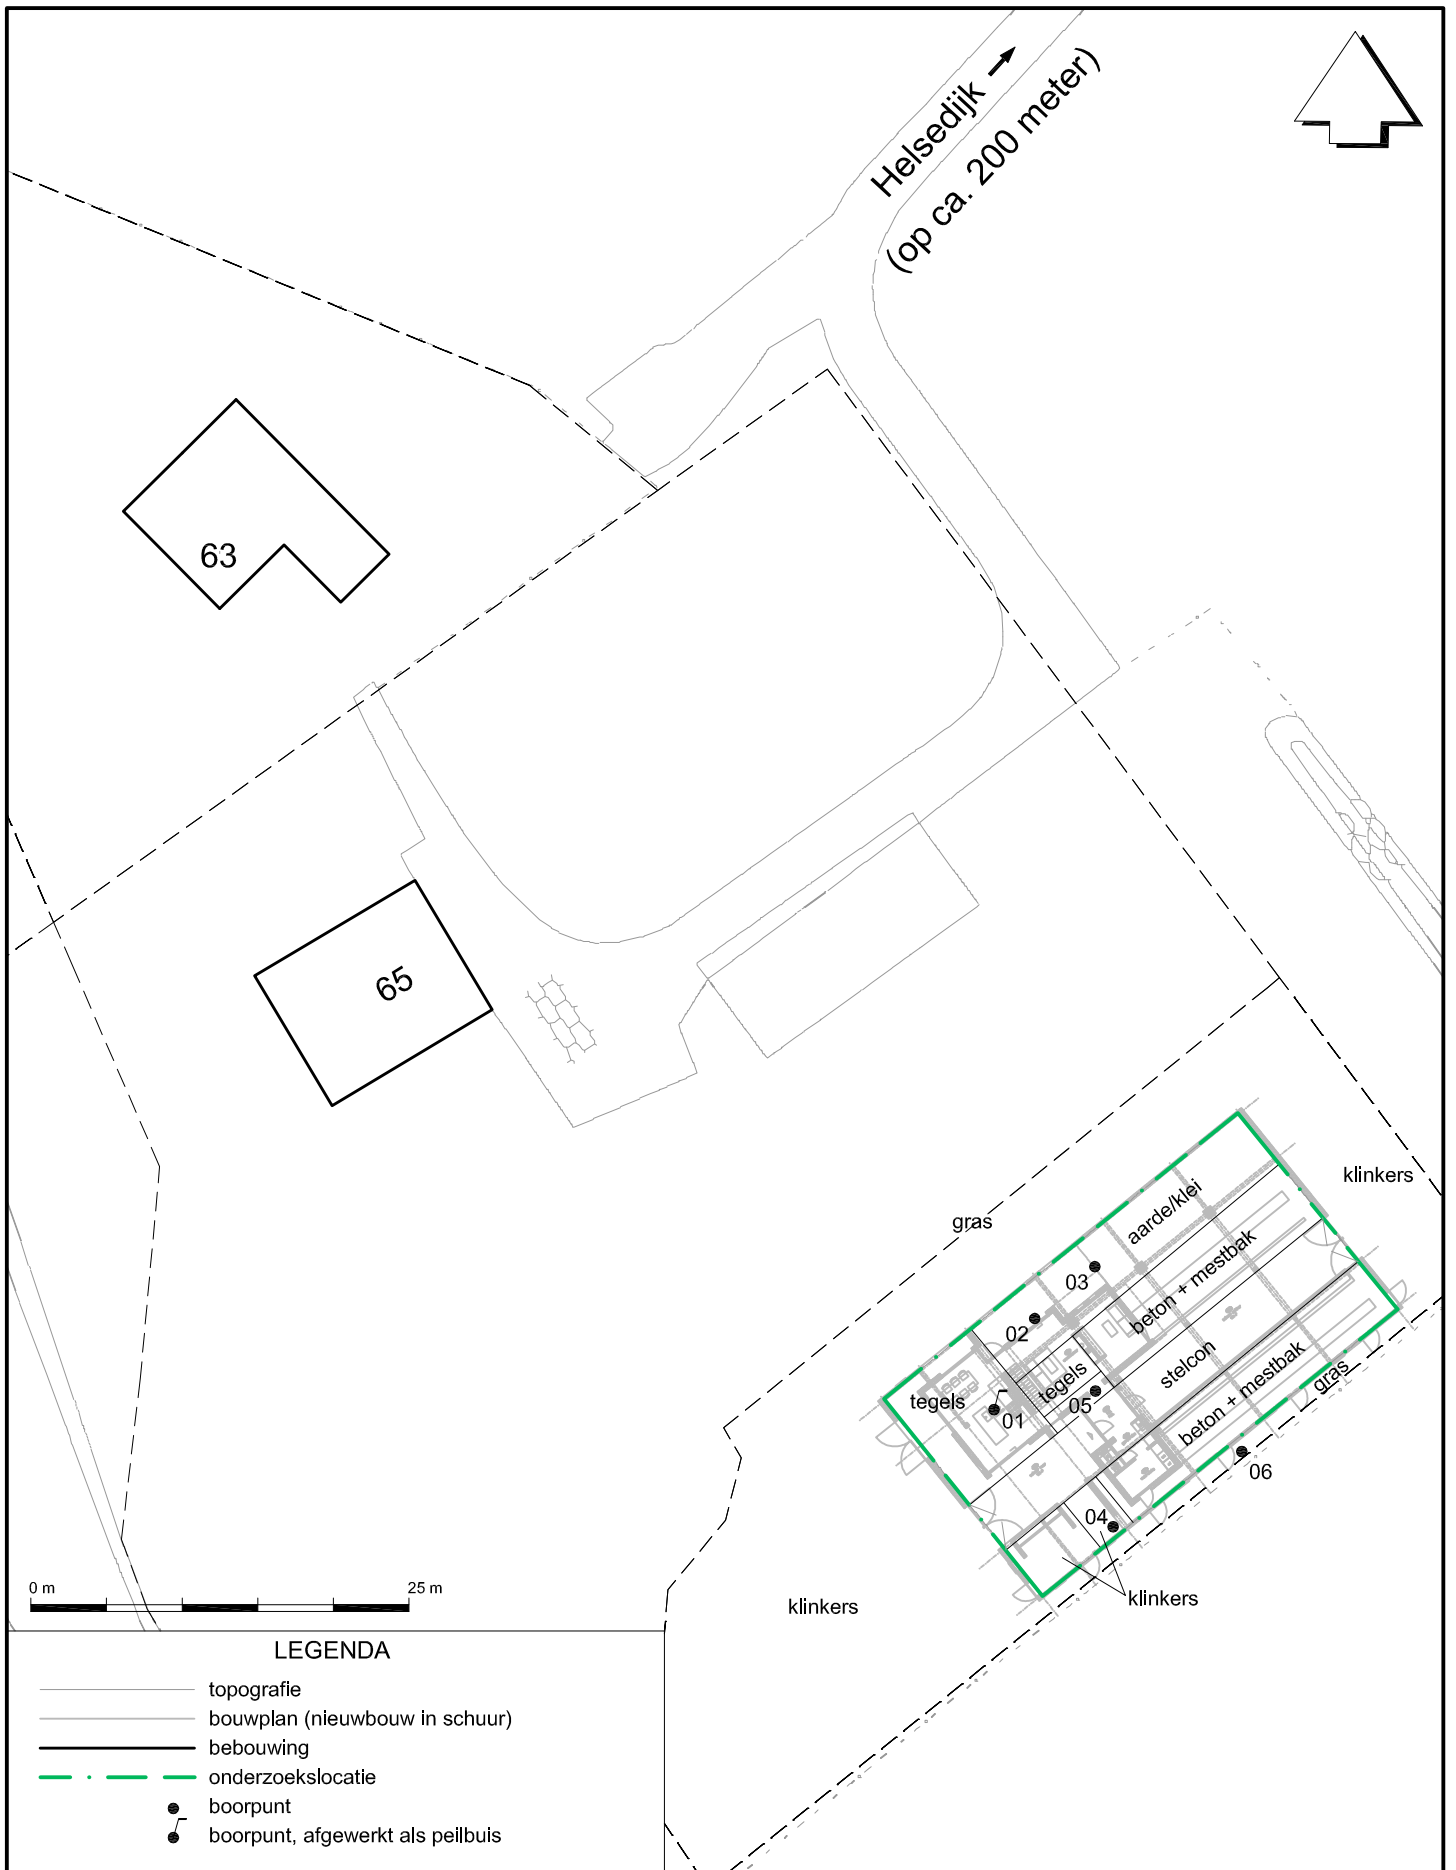 Helsedijk
(op ca. 200 meter)
63
65
klinkers
gras
aarde/klei
03
beton + mestbak
02
stelcon
tegels
tegels
05
01
beton + mestbak
gras
06
04
klinkers
klinkers
0 m
25 m
LEGENDA
topografie
bouwplan (nieuwbouw in schuur)
bebouwing
onderzoekslocatie
boorpunt
boorpunt, afgewerkt als peilbuis